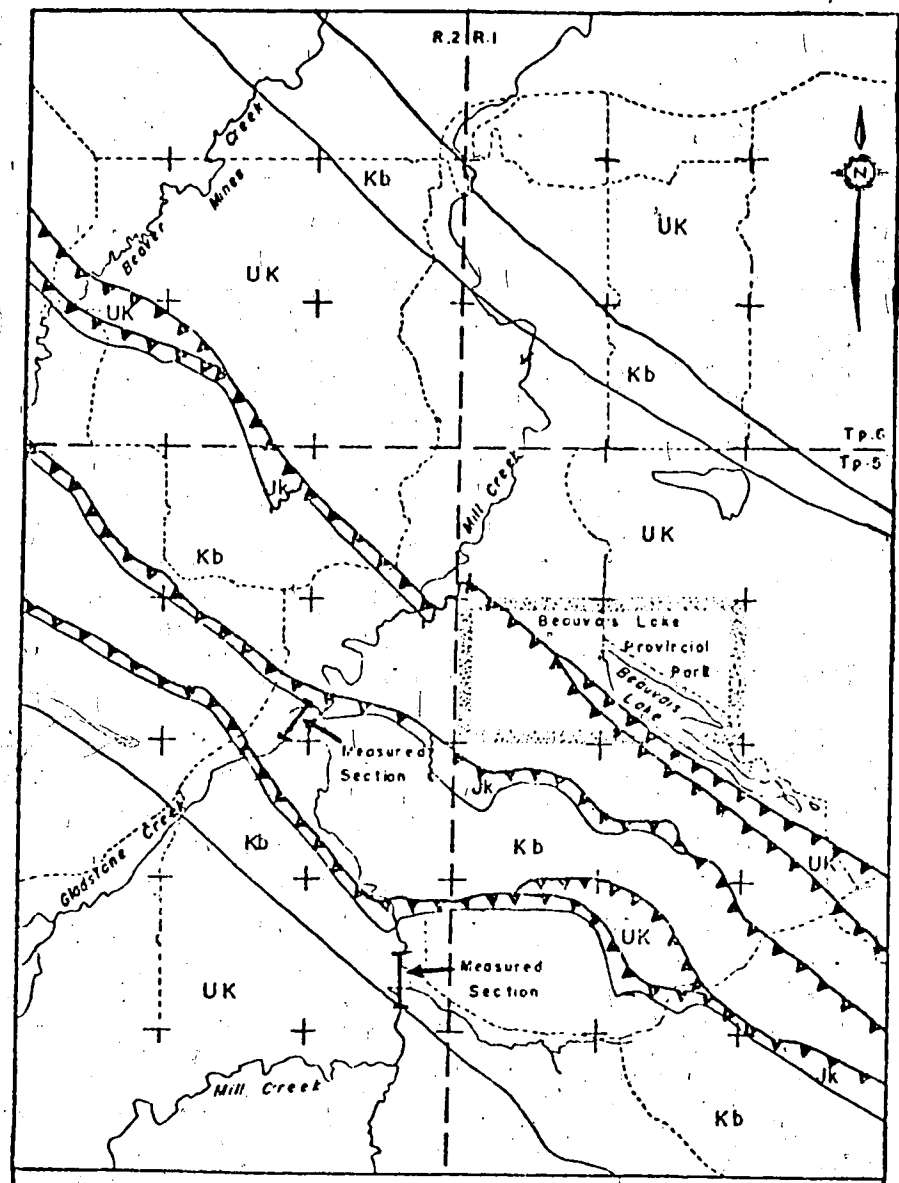 R.2 R.1
N
Creek
Mines
Beaver
Kb
UK
UK
UK
Kb
Tp.6
Tp.5
Jk
Mill Creek
UK
Kb
Beauvais Lake
Provincial
Park
Beauvais
Lake
Measured
Section
Jk
Kb
Kb
Gladstone Creek
UK
UK
Measured
Section
UK
Mill Creek
Jk
Kb